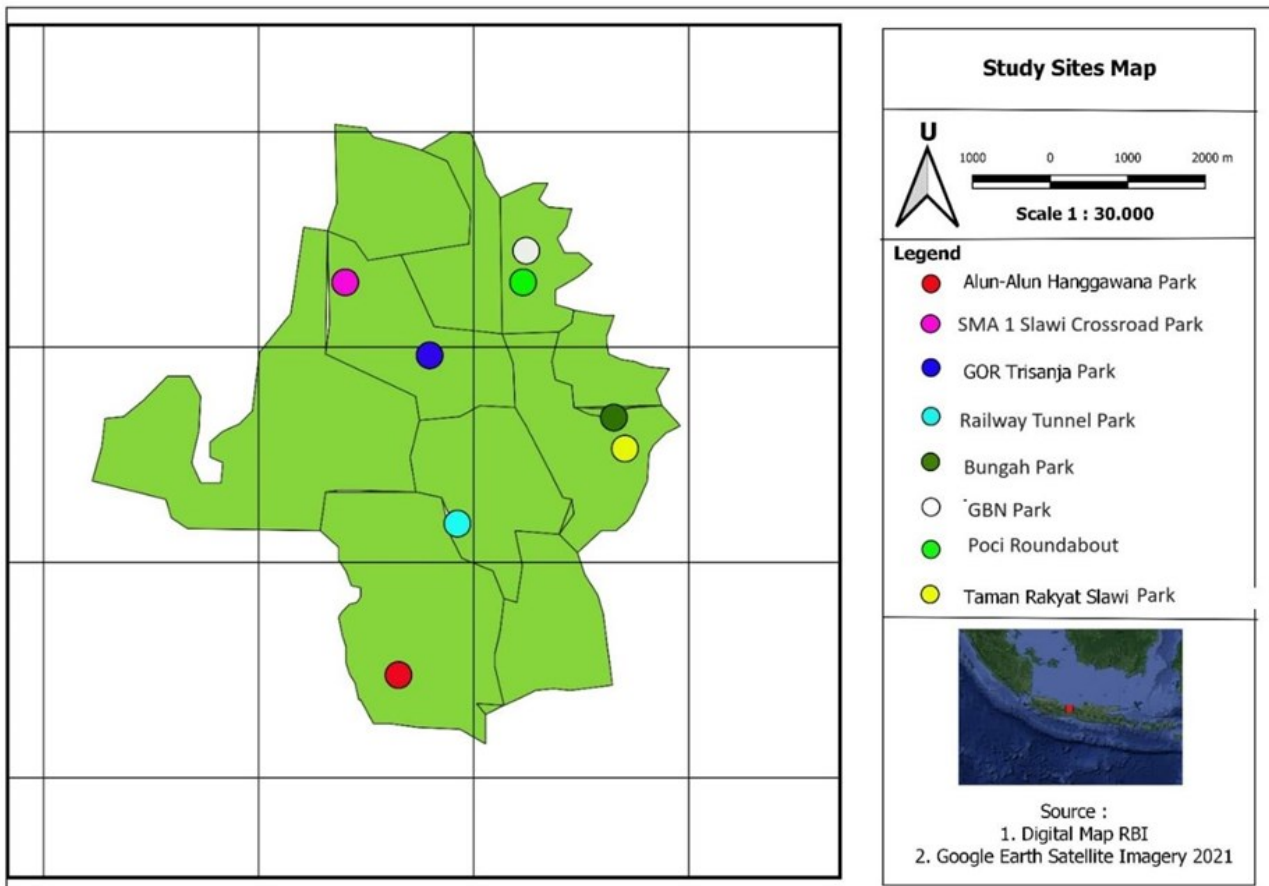 Study Sites Map
U
1000 0 1000 2000 m
Scale 1 : 30.000
Legend
Alun-Alun Hanggawana Park
SMA 1 Slawi Crossroad Park
GOR Trisanja Park
Railway Tunnel Park
Bungah Park
GBN Park
Poci Roundabout
Taman Rakyat Slawi Park
Source :
1. Digital Map RBI
2. Google Earth Satellite Imagery 2021